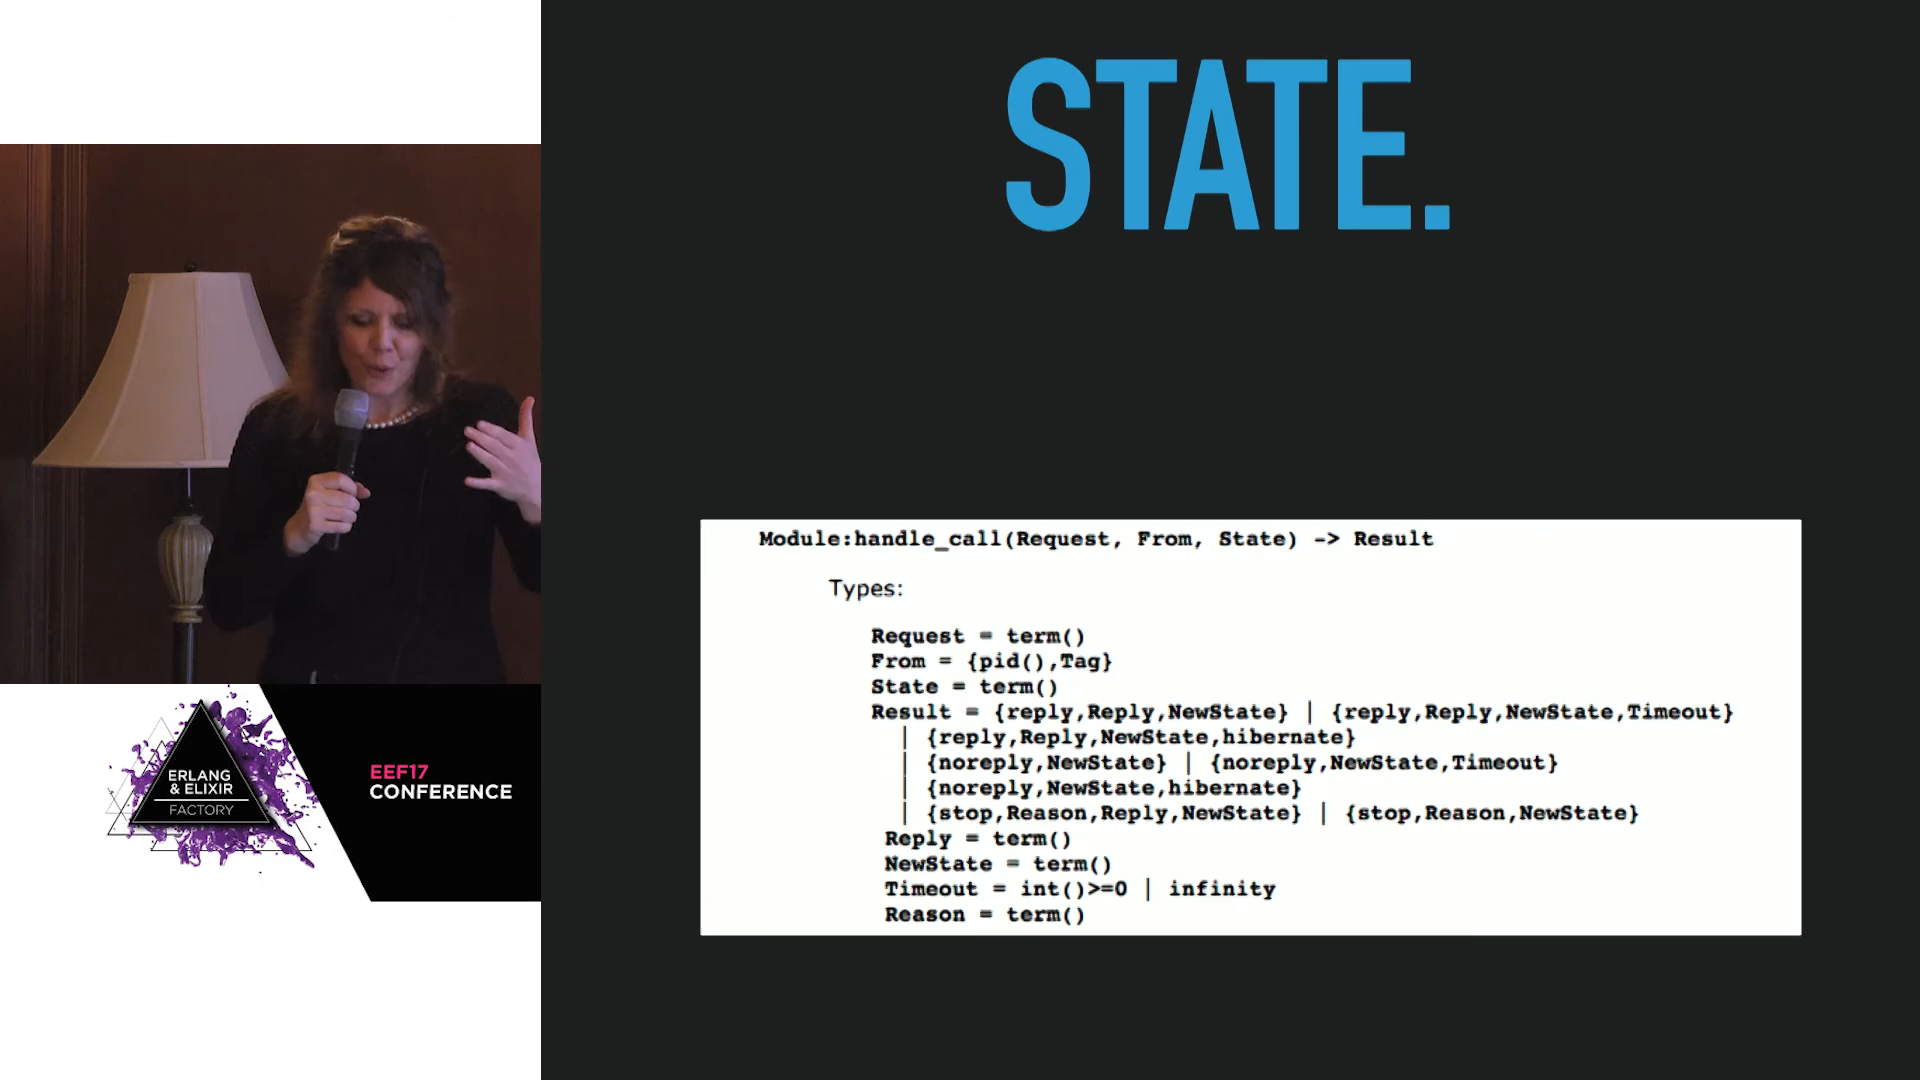 STATE.
Module:handle_call(Request, From, State) -> Result
Types:
Request = term()
From = {pid(),Tag}
State = term()
Result = {reply,Reply,NewState} | {reply,Reply,NewState,Timeout}
| {reply,Reply,NewState,hibernate}
| {noreply,NewState} | {noreply,NewState,Timeout}
| {noreply,NewState,hibernate}
| {stop,Reason,Reply,NewState} | {stop,Reason,NewState}
Reply = term()
NewState = term()
Timeout = int()>=0 | infinity
Reason = term()
ERLANG
& ELIXIR
FACTORY
EEF17
CONFERENCE